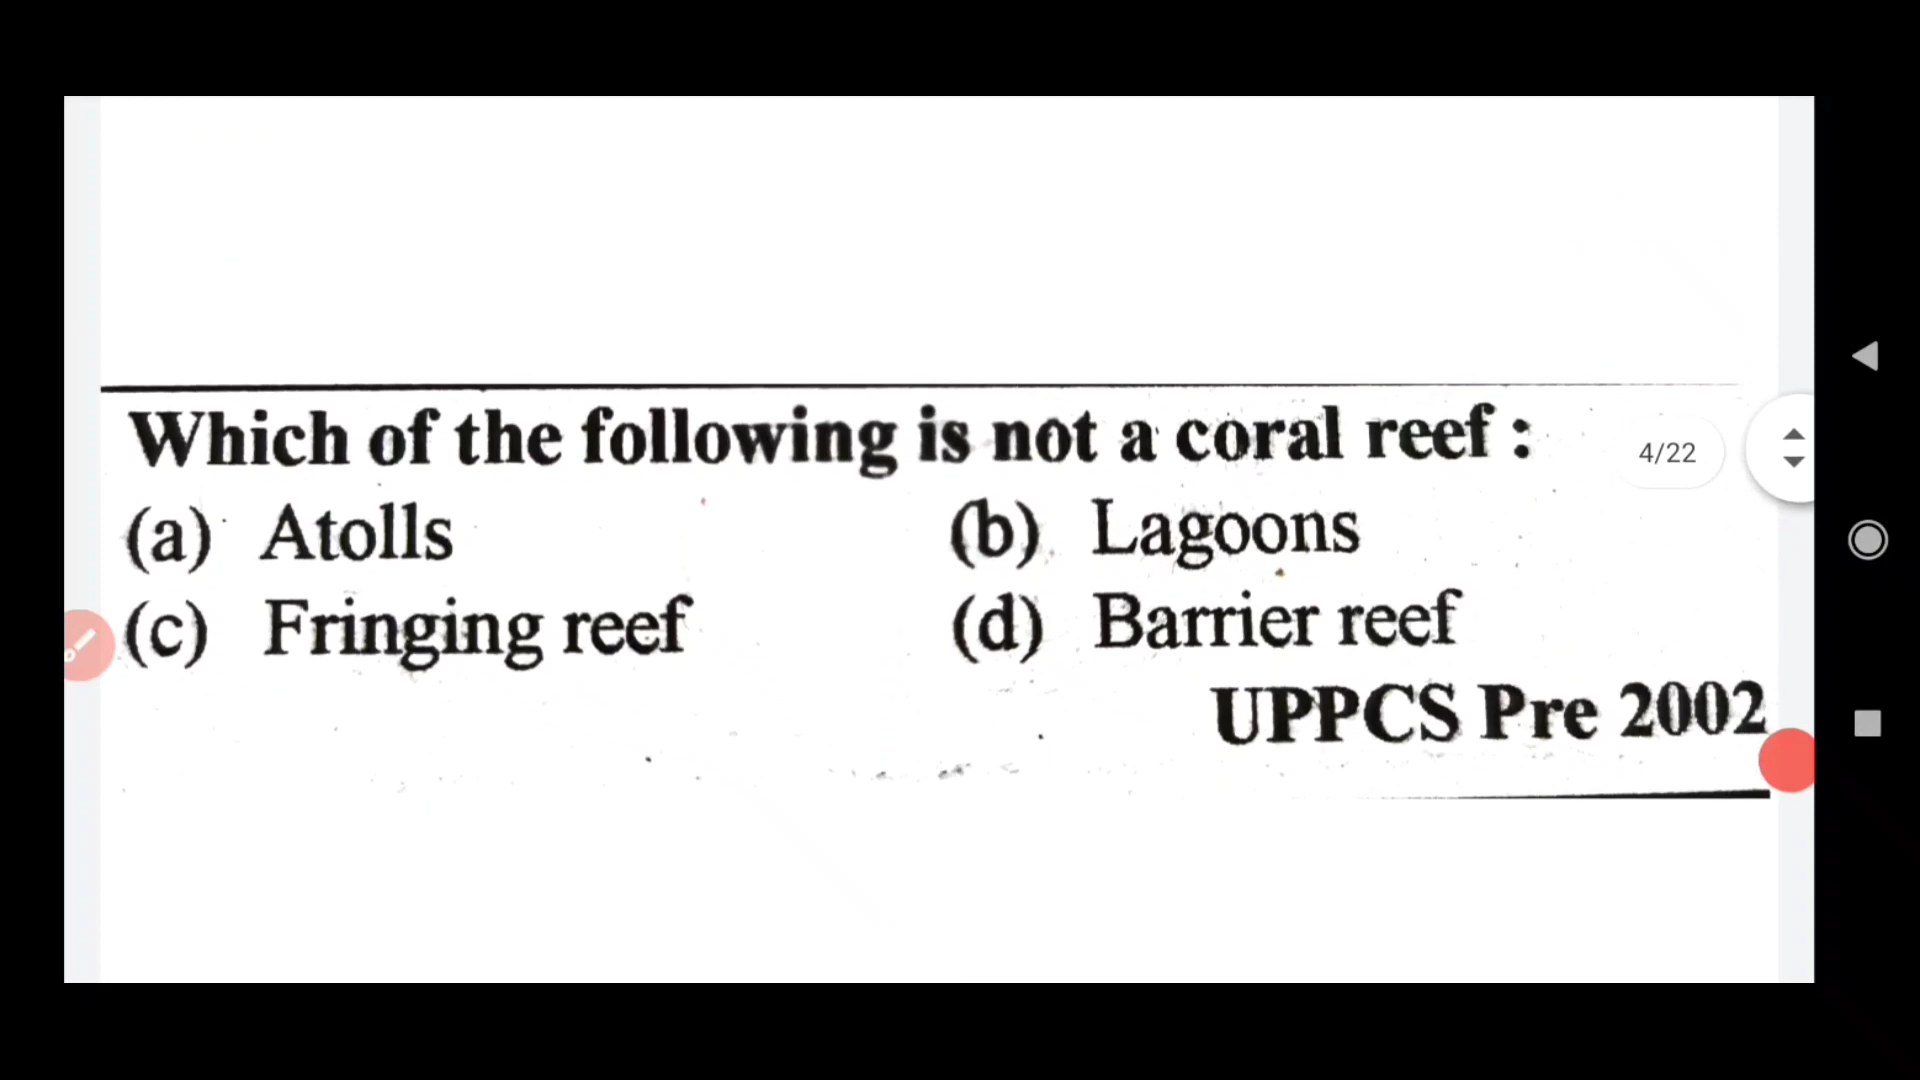 Which of the following is not a coral reef :
4/22
(a) Atolls (b) Lagoons
(c) Fringing reef (d) Barrier reef
UPPCS Pre 2002